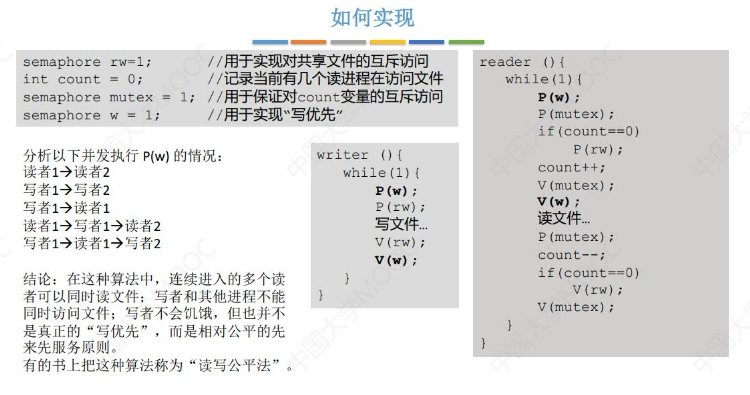 如何实现
semaphore rw=1; //用于实现对共享文件的互斥访问
int count = 0; //记录当前有几个读进程在访问文件
semaphore mutex = 1; //用于保证对count变量的互斥访问
semaphore w = 1; //用于实现“写优先”
分析以下并发执行 P(w) 的情况：
读者1→读者2
写者1→写者2
写者1→读者1
读者1→写者1→读者2
写者1→读者1→写者2
结论：在这种算法中，连续进入的多个读
者可以同时读文件；写者和其他进程不能
同时访问文件；写者不会饥饿，但也并不
是真正的“写优先”，而是相对公平的先
来先服务原则。
有的书上把这种算法称为“读写公平法”。
writer (){
while(1){
P(w);
P(rw);
写文件…
V(rw);
V(w);
}
}
reader (){
while(1){
P(w);
P(mutex);
if(count==0)
P(rw);
count++;
V(mutex);
V(w);
读文件…
P(mutex);
count--;
if(count==0)
V(rw);
V(mutex);
}
}
中国大学MOOC